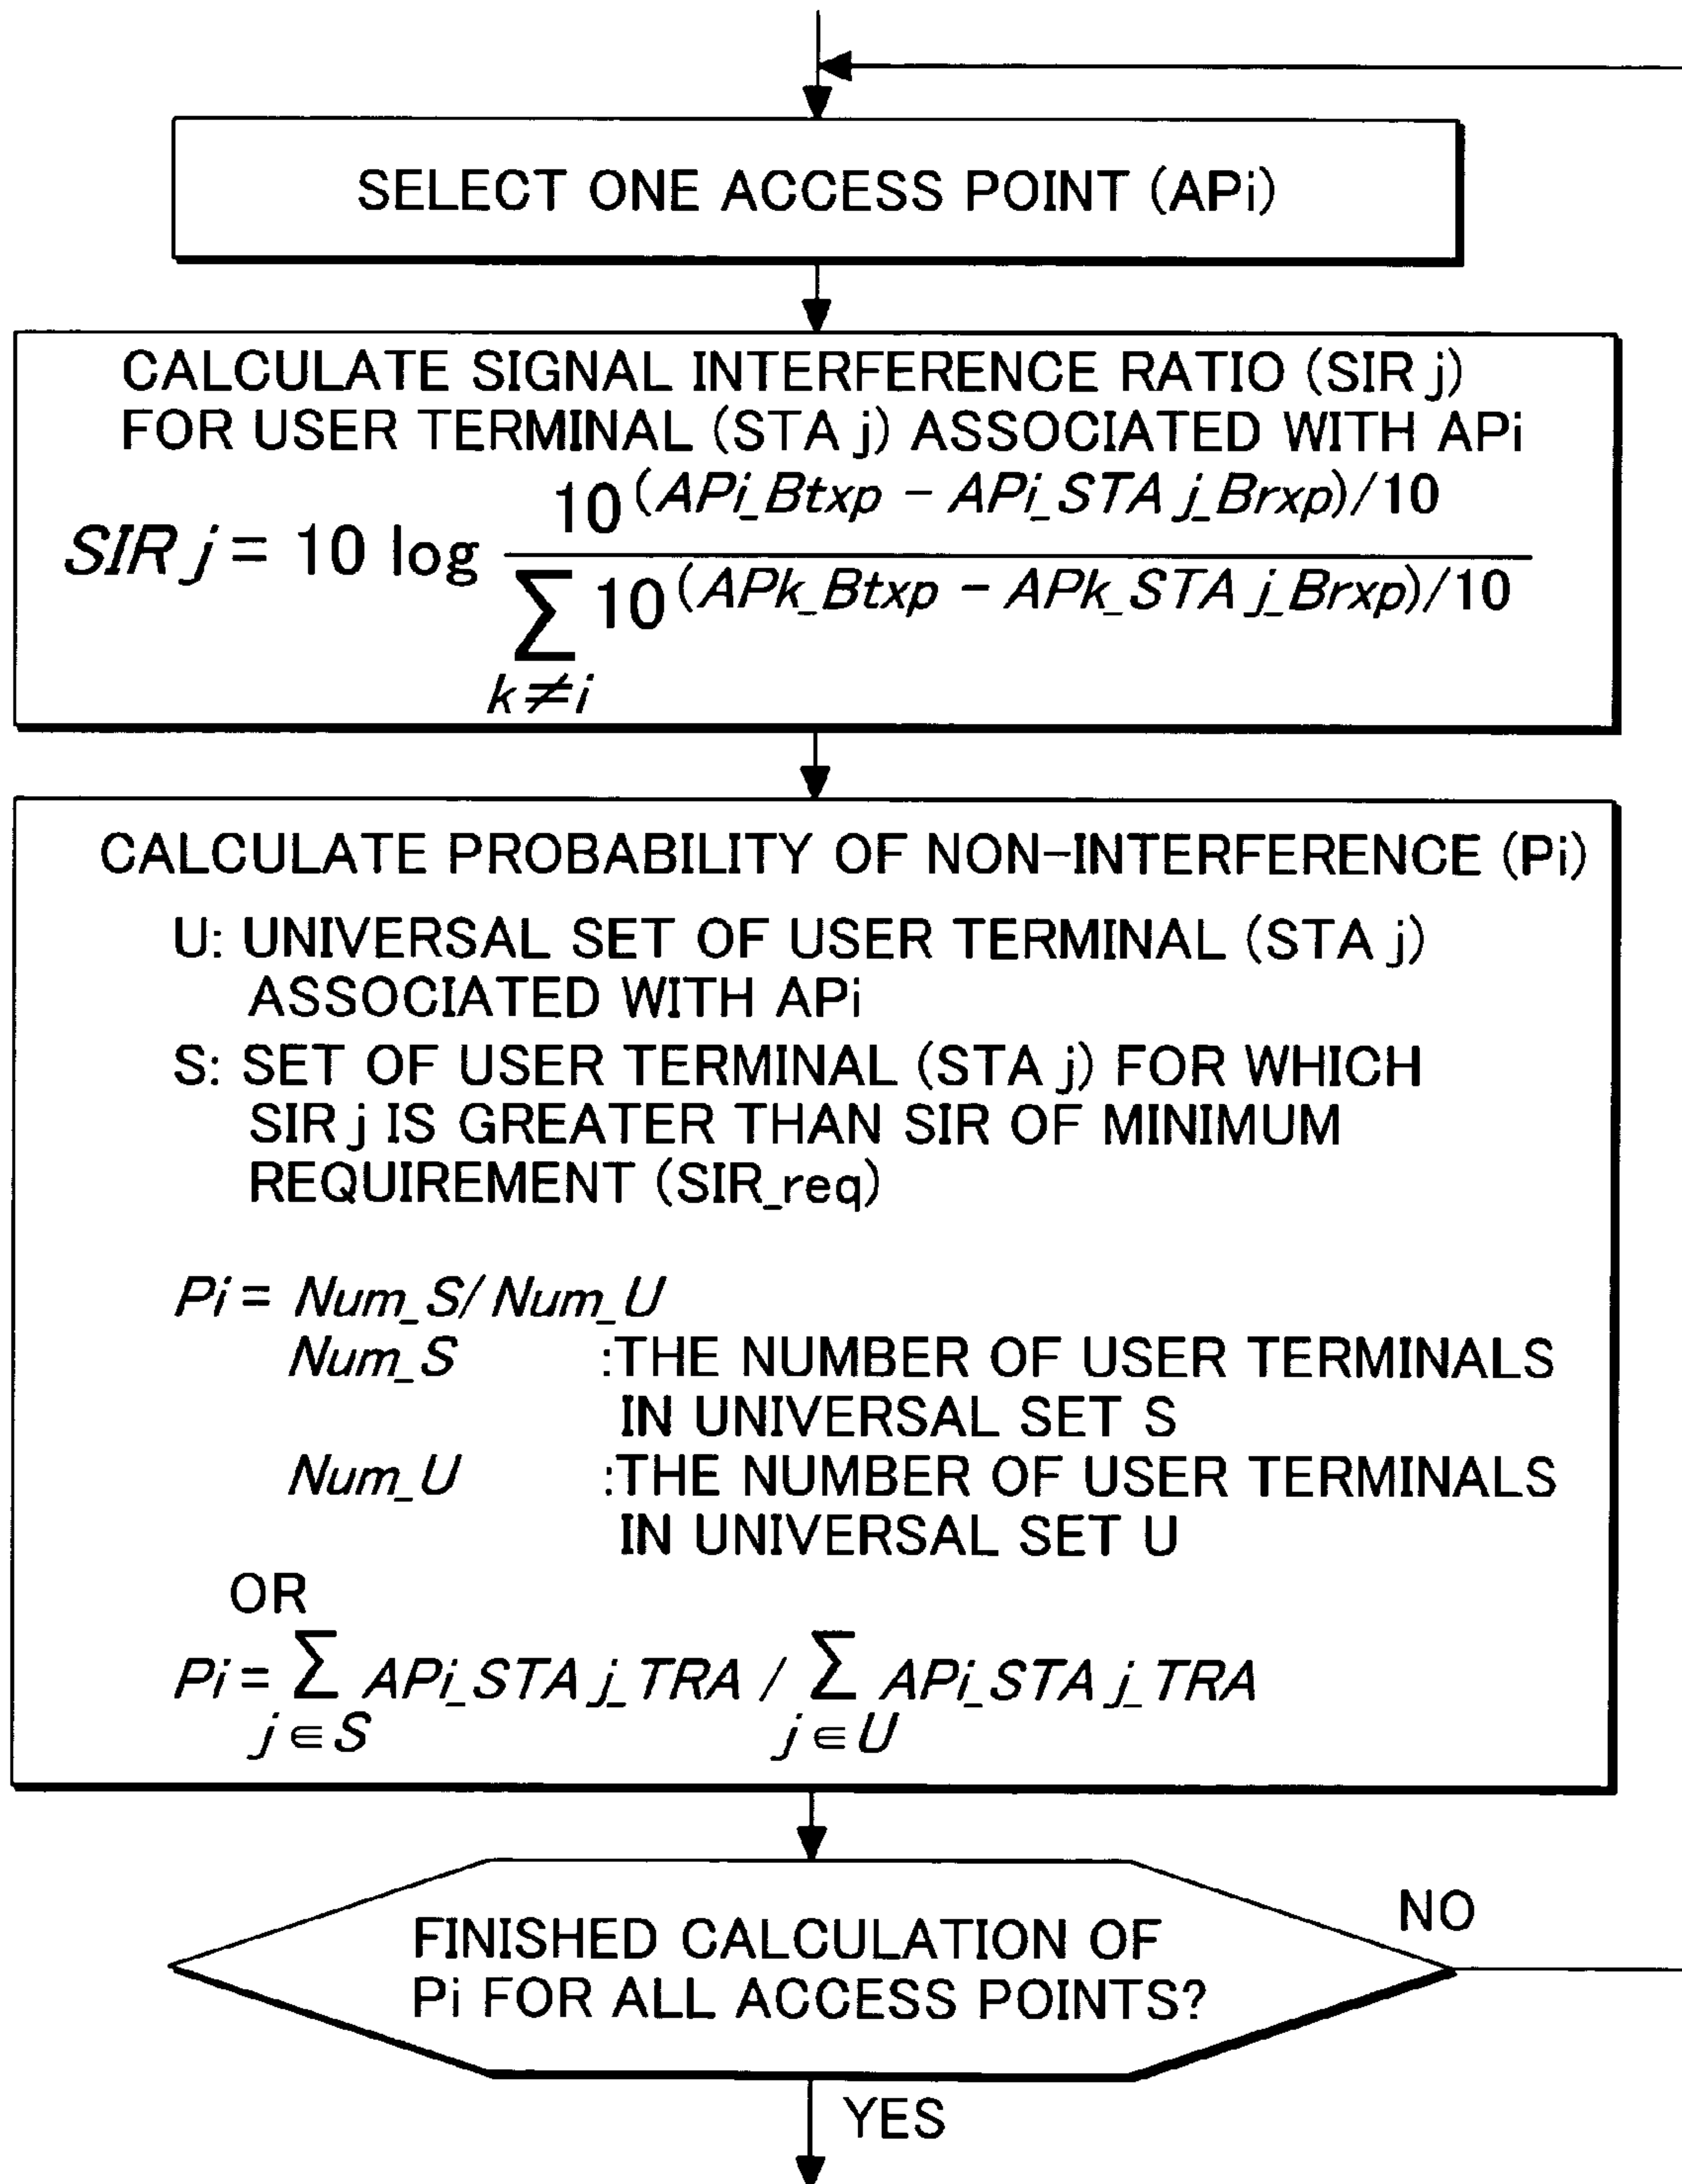 SELECT ONE ACCESS POINT (APi)
CALCULATE SIGNAL INTERFERENCE RATIO (SIR j)
FOR USER TERMINAL (STA j) ASSOCIATED WITH APi
SIR j = 10 log 10^(APi_Btxp - APi_STA j_Brxp)/10
∑ 10^(APk_Btxp - APk_STA j_Brxp)/10
k≠i
CALCULATE PROBABILITY OF NON-INTERFERENCE (Pi)
U: UNIVERSAL SET OF USER TERMINAL (STA j)
ASSOCIATED WITH APi
S: SET OF USER TERMINAL (STA j) FOR WHICH
SIR j IS GREATER THAN SIR OF MINIMUM
REQUIREMENT (SIR_req)
Pi = Num_S/Num_U
Num_S :THE NUMBER OF USER TERMINALS
IN UNIVERSAL SET S
Num_U :THE NUMBER OF USER TERMINALS
IN UNIVERSAL SET U
OR
Pi = ∑ APi_STA j_TRA / ∑ APi_STA j_TRA
j∈S j∈U
FINISHED CALCULATION OF
Pi FOR ALL ACCESS POINTS?
NO
YES